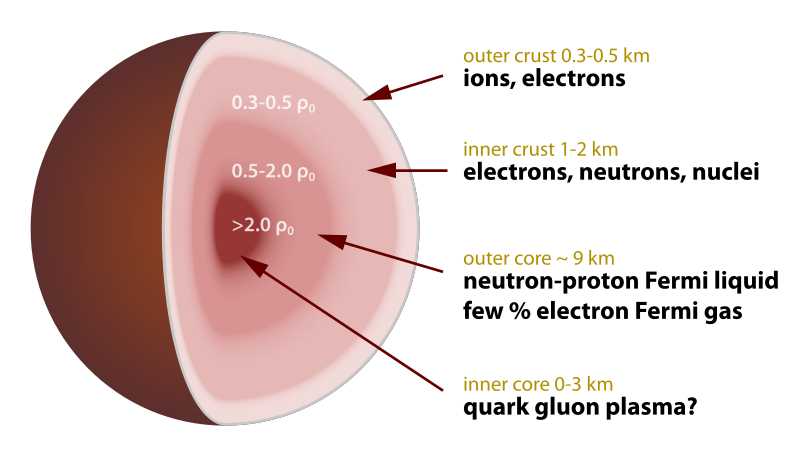 outer crust 0.3-0.5 km
ions, electrons
0.3-0.5 ρ₀
inner crust 1-2 km
electrons, neutrons, nuclei
0.5-2.0 ρ₀
>2.0 ρ₀
outer core ~ 9 km
neutron-proton Fermi liquid
few % electron Fermi gas
inner core 0-3 km
quark gluon plasma?